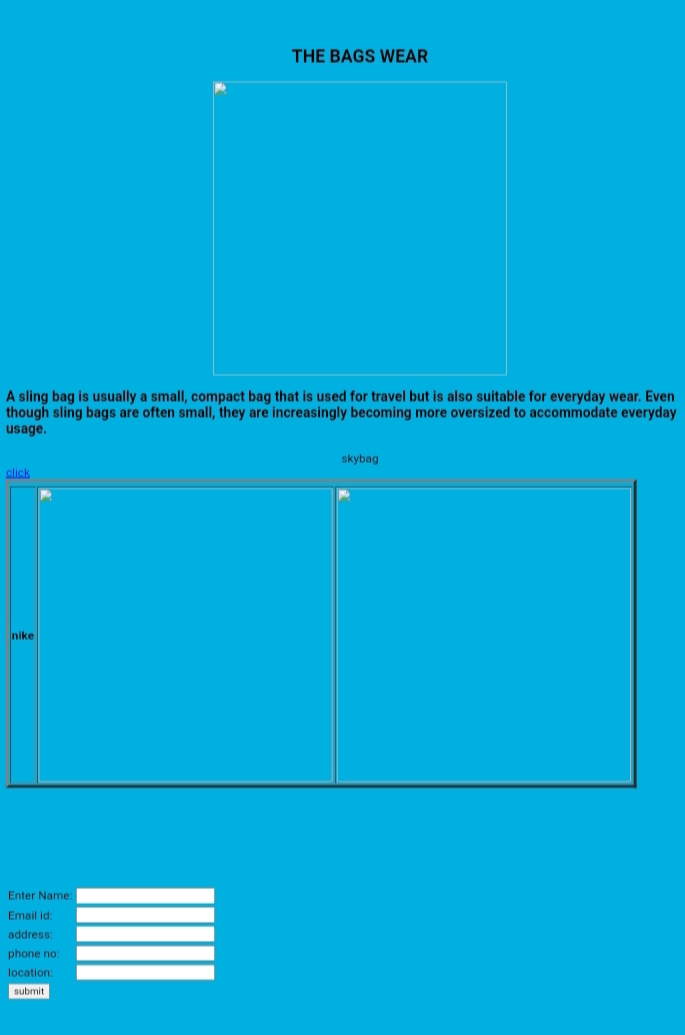 THE BAGS WEAR
A sling bag is usually a small, compact bag that is used for travel but is also suitable for everyday wear. Even
though sling bags are often small, they are increasingly becoming more oversized to accommodate everyday
usage.
skybag
click
nike
Enter Name:
Email id:
address:
phone no:
location:
submit